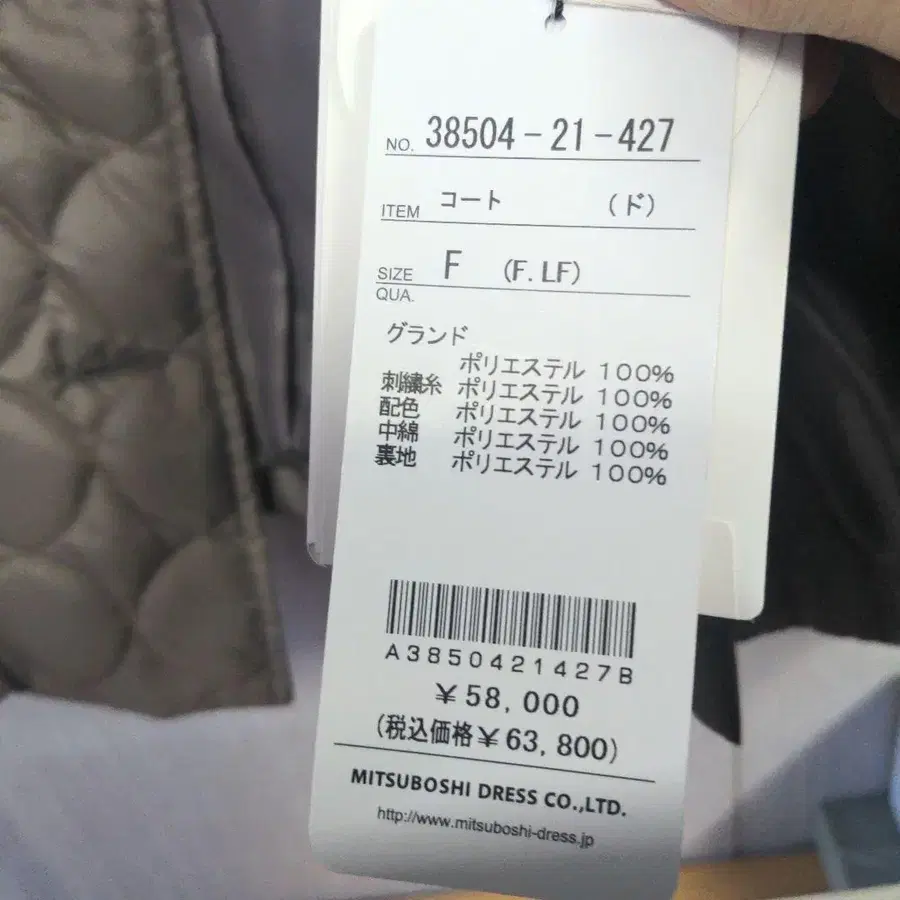 NO. 38504-21-427
ITEM コート (ド)
SIZE F (F.LF)
QUA.
グランド
ポリエステル 100%
刺繍糸 ポリエステル 100%
配色 ポリエステル 100%
中綿 ポリエステル 100%
裏地 ポリエステル 100%
A3850421427B
¥58,000
(税込価格¥63,800)
MITSUBOSHI DRESS CO.,LTD.
http://www.mitsuboshi-dress.jp